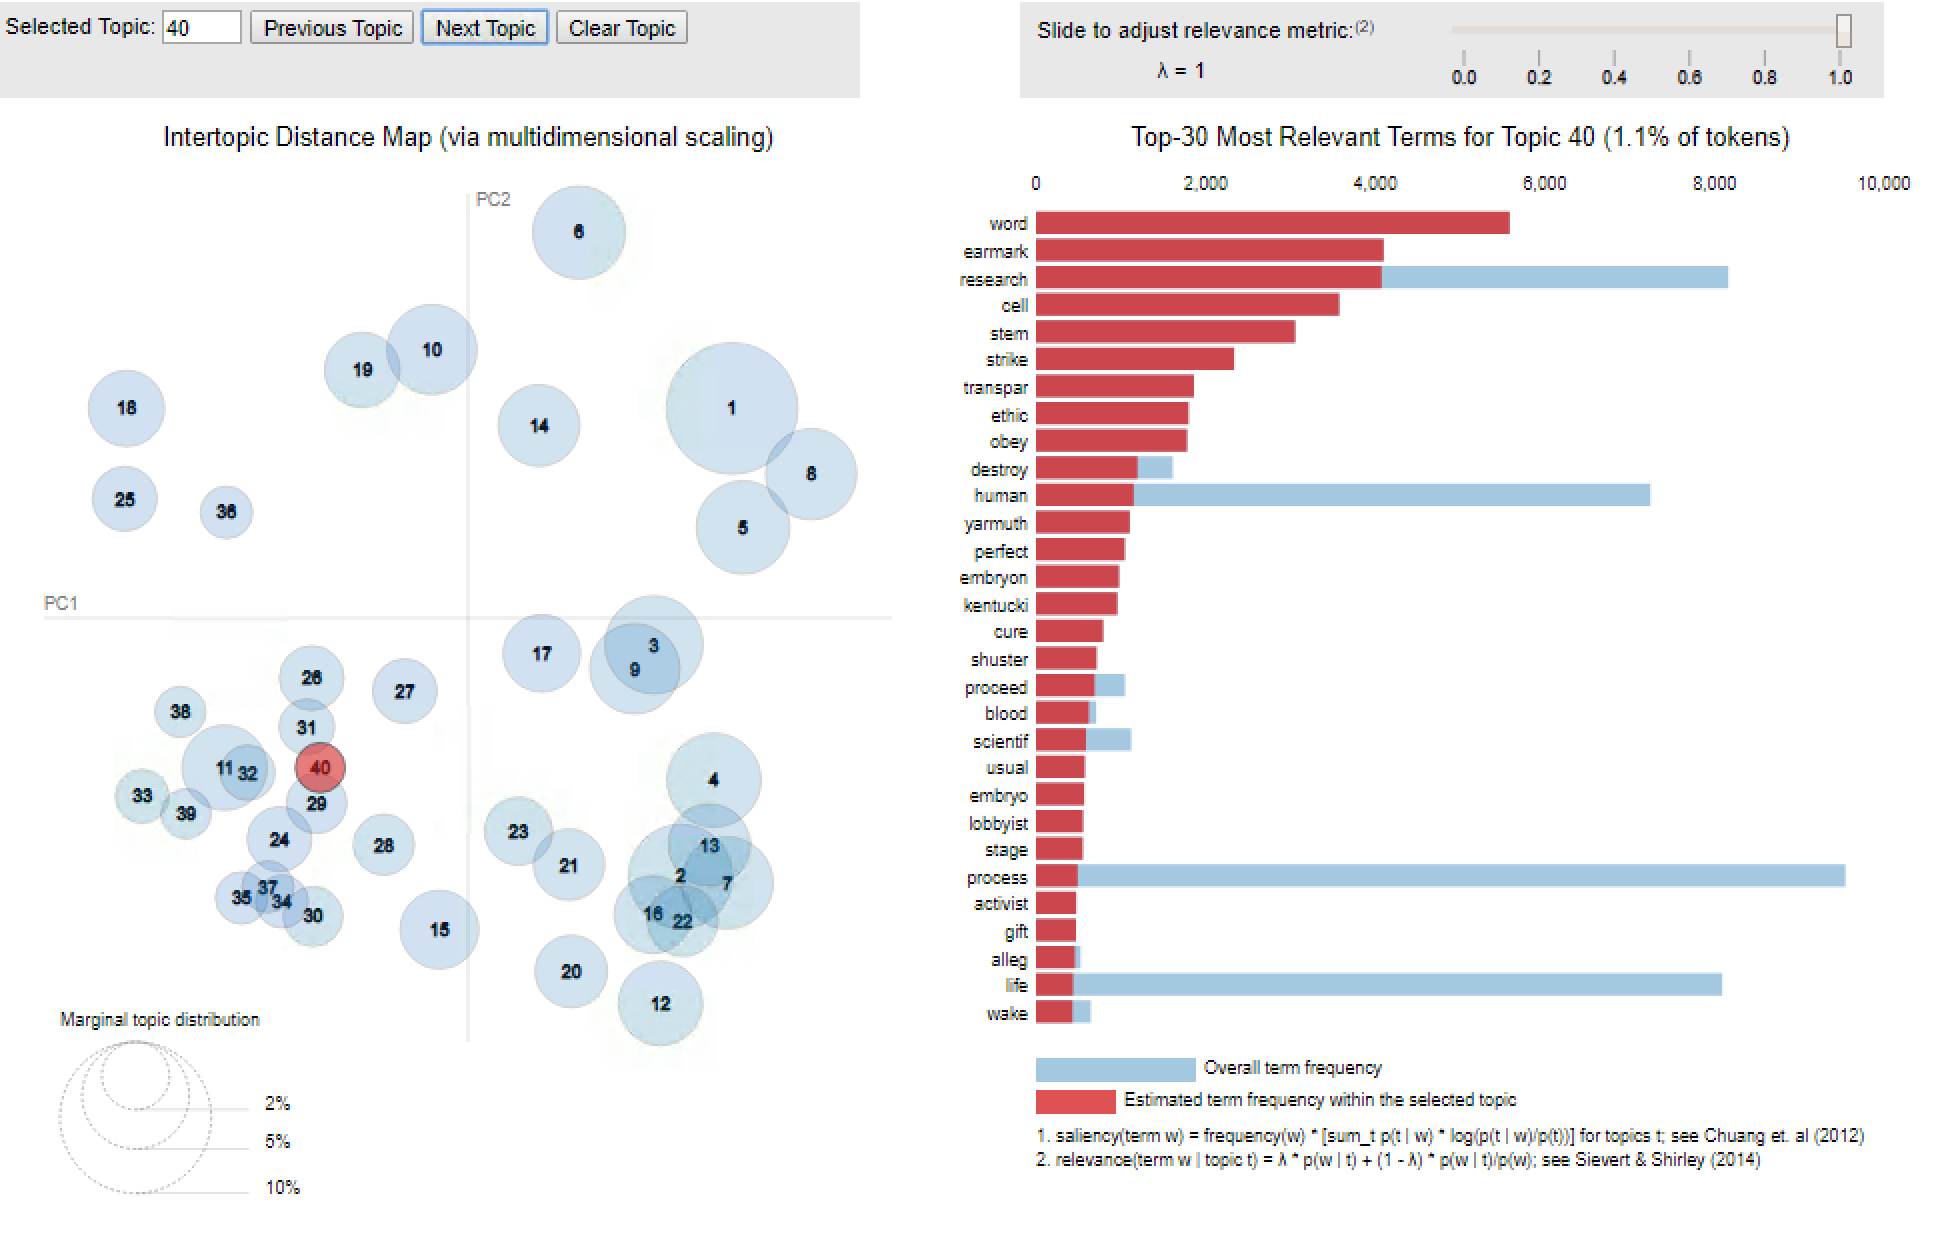 Selected Topic: 40 Previous Topic Next Topic Clear Topic
Slide to adjust relevance metric:(2)
λ = 1
0.0 0.2 0.4 0.6 0.8 1.0
Intertopic Distance Map (via multidimensional scaling)
PC2
PC1
6
10
19
18
1
14
8
25
36
5
3
17
9
26
27
38
31
40
11
32
4
33
29
39
23
24
28
13
21
2
7
37
35
34
16
30
22
15
20
12
Marginal topic distribution
2%
5%
10%
Top-30 Most Relevant Terms for Topic 40 (1.1% of tokens)
0 2,000 4,000 6,000 8,000 10,000
word
earmark
research
cell
stem
strike
transpar
ethic
obey
destroy
human
yarmuth
perfect
embryon
kentucki
cure
shuster
proceed
blood
scientif
usual
embryo
lobbyist
stage
process
activist
gift
alleg
life
wake
Overall term frequency
Estimated term frequency within the selected topic
1. saliency(term w) = frequency(w) * [sum_t p(t | w) * log(p(t | w)/p(t))] for topics t; see Chuang et. al (2012)
2. relevance(term w | topic t) = λ * p(w | t) + (1 - λ) * p(w | t)/p(w); see Sievert & Shirley (2014)